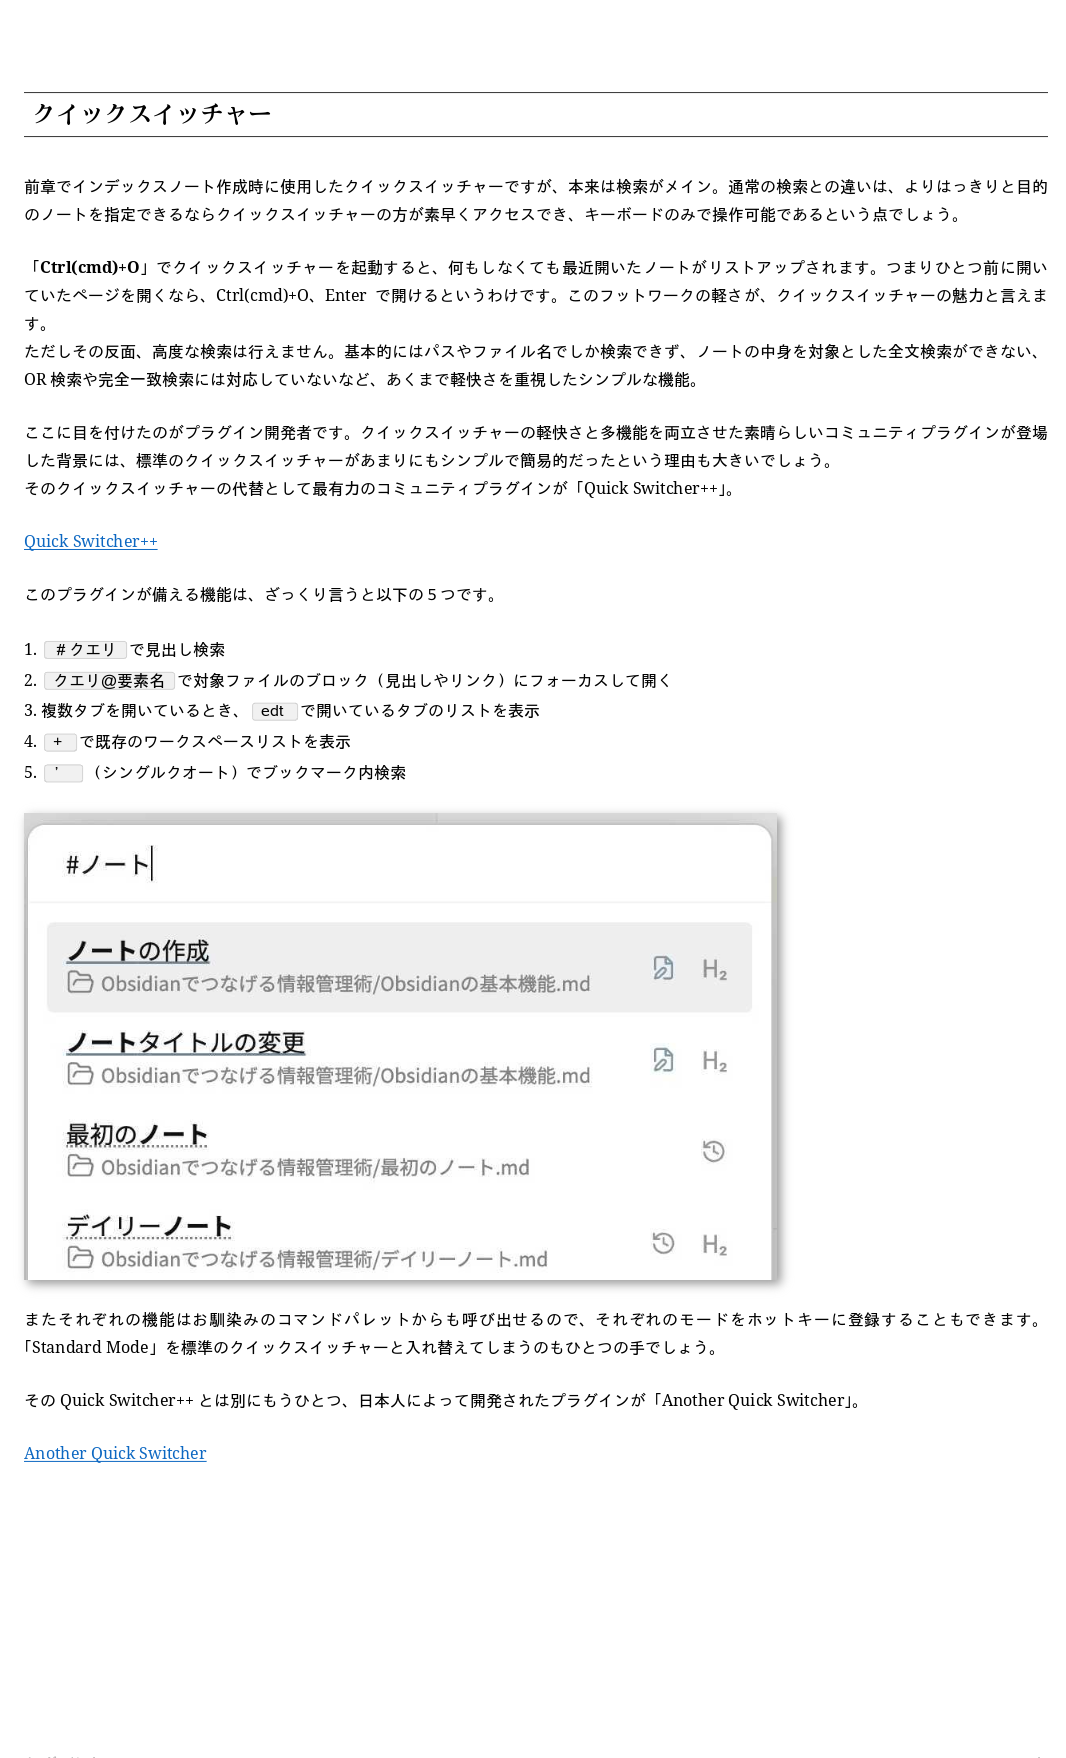 クイックスイッチャー
前章でインデックスノート作成時に使用したクイックスイッチャーですが、本来は検索がメイン。通常の検索との違いは、よりはっきりと目的
のノートを指定できるならクイックスイッチャーの方が素早くアクセスでき、キーボードのみで操作可能であるという点でしょう。
「Ctrl(cmd)+O」でクイックスイッチャーを起動すると、何もしなくても最近開いたノートがリストアップされます。つまりひとつ前に開い
ていたページを開くなら、Ctrl(cmd)+O、Enter で開けるというわけです。このフットワークの軽さが、クイックスイッチャーの魅力と言えま
す。
ただしその反面、高度な検索は行えません。基本的にはパスやファイル名でしか検索できず、ノートの中身を対象とした全文検索ができない、
OR 検索や完全一致検索には対応していないなど、あくまで軽快さを重視したシンプルな機能。
ここに目を付けたのがプラグイン開発者です。クイックスイッチャーの軽快さと多機能を両立させた素晴らしいコミュニティプラグインが登場
した背景には、標準のクイックスイッチャーがあまりにもシンプルで簡易的だったという理由も大きいでしょう。
そのクイックスイッチャーの代替として最有力のコミュニティプラグインが「Quick Switcher++」。
Quick Switcher++
このプラグインが備える機能は、ざっくり言うと以下の５つです。
1. # クエリ で見出し検索
2. クエリ@要素名 で対象ファイルのブロック（見出しやリンク）にフォーカスして開く
3. 複数タブを開いているとき、 edt で開いているタブのリストを表示
4. + で既存のワークスペースリストを表示
5. ' （シングルクオート）でブックマーク内検索
#ノート
ノートの作成
Obsidianでつなげる情報管理術/Obsidianの基本機能.md H₂
ノートタイトルの変更
Obsidianでつなげる情報管理術/Obsidianの基本機能.md H₂
最初のノート
Obsidianでつなげる情報管理術/最初のノート.md
デイリーノート
Obsidianでつなげる情報管理術/デイリーノート.md H₂
またそれぞれの機能はお馴染みのコマンドパレットからも呼び出せるので、それぞれのモードをホットキーに登録することもできます。
「Standard Mode」を標準のクイックスイッチャーと入れ替えてしまうのもひとつの手でしょう。
その Quick Switcher++ とは別にもうひとつ、日本人によって開発されたプラグインが「Another Quick Switcher」。
Another Quick Switcher